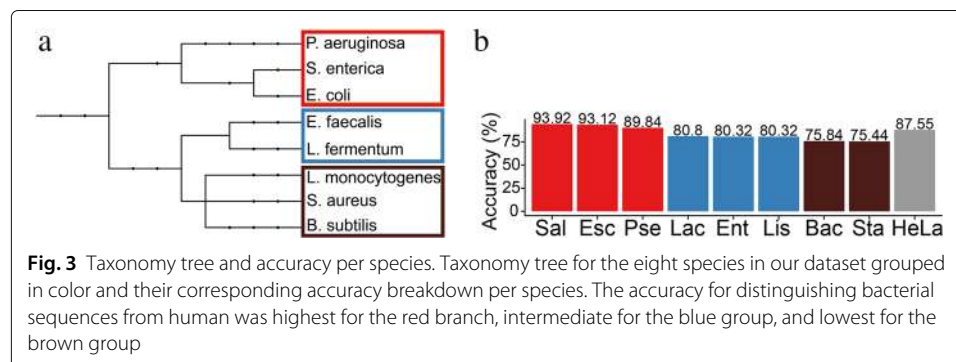 a
P. aeruginosa
S. enterica
E. coli
E. faecalis
L. fermentum
L. monocytogenes
S. aureus
B. subtilis
b
Accuracy (%)
75
50
25
0
93.92 93.12 89.84 80.8 80.32 80.32 75.84 75.44 87.55
Sal Esc Pse Lac Ent Lis Bac Sta HeLa
Fig. 3 Taxonomy tree and accuracy per species. Taxonomy tree for the eight species in our dataset grouped
in color and their corresponding accuracy breakdown per species. The accuracy for distinguishing bacterial
sequences from human was highest for the red branch, intermediate for the blue group, and lowest for the
brown group